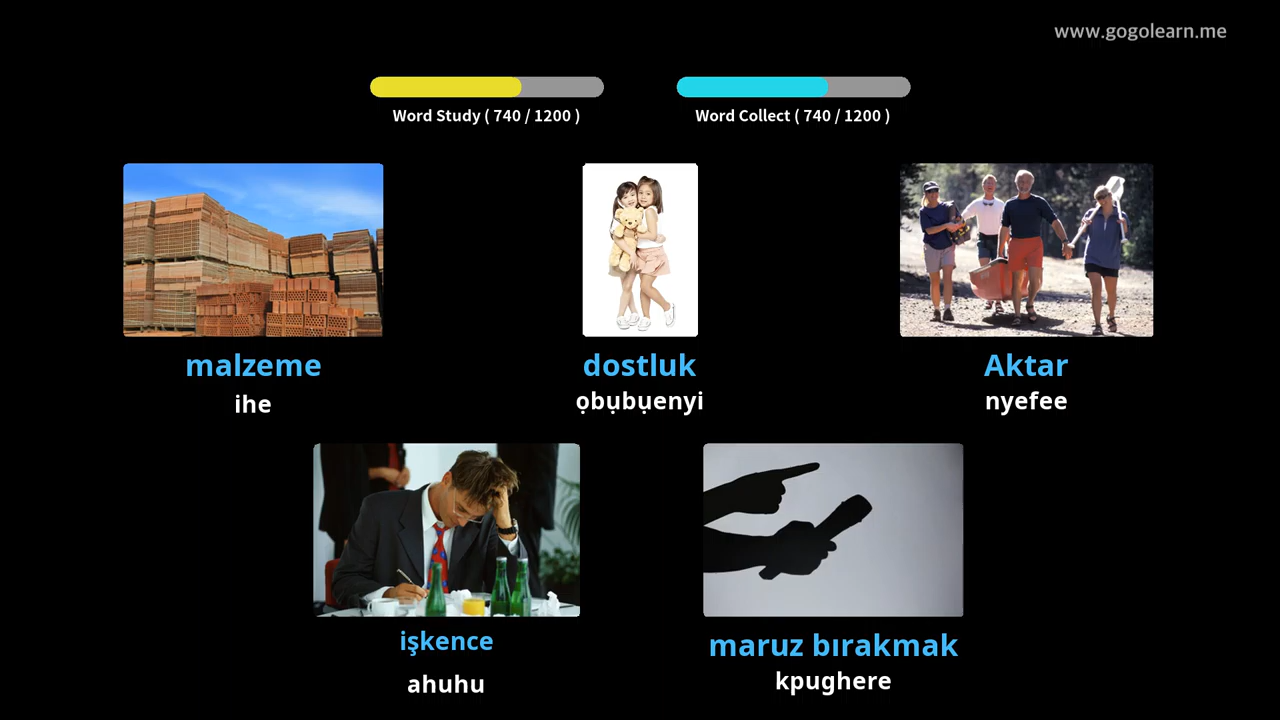 www.gogolearn.me
Word Study ( 740 / 1200 )
Word Collect ( 740 / 1200 )
malzeme
ihe
dostluk
ọbụbụenyi
Aktar
nyefee
işkence
ahuhu
maruz bırakmak
kpughere